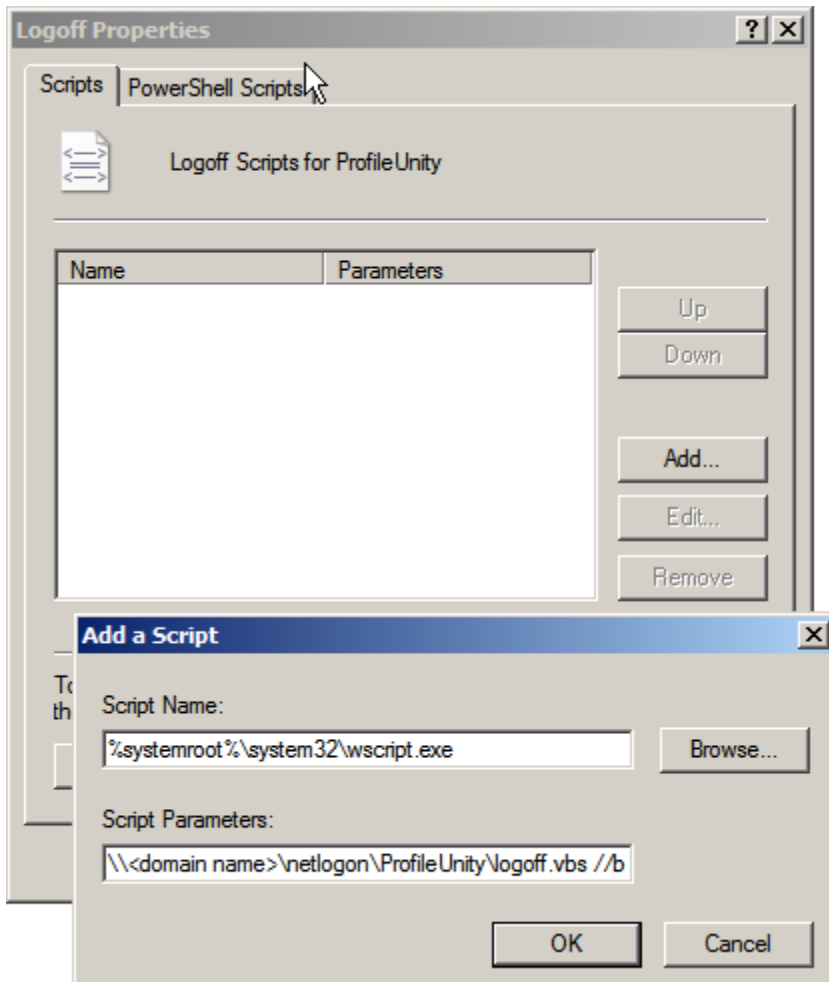 Logoff Properties
Scripts
PowerShell Scripts
Logoff Scripts for ProfileUnity
Name
Parameters
Up
Down
Add...
Edit...
Remove
Add a Script
Script Name:
%systemroot%\system32\wscript.exe
Browse...
Script Parameters:
\\<domain name>\netlogon\ProfileUnity\logoff.vbs //b
OK
Cancel